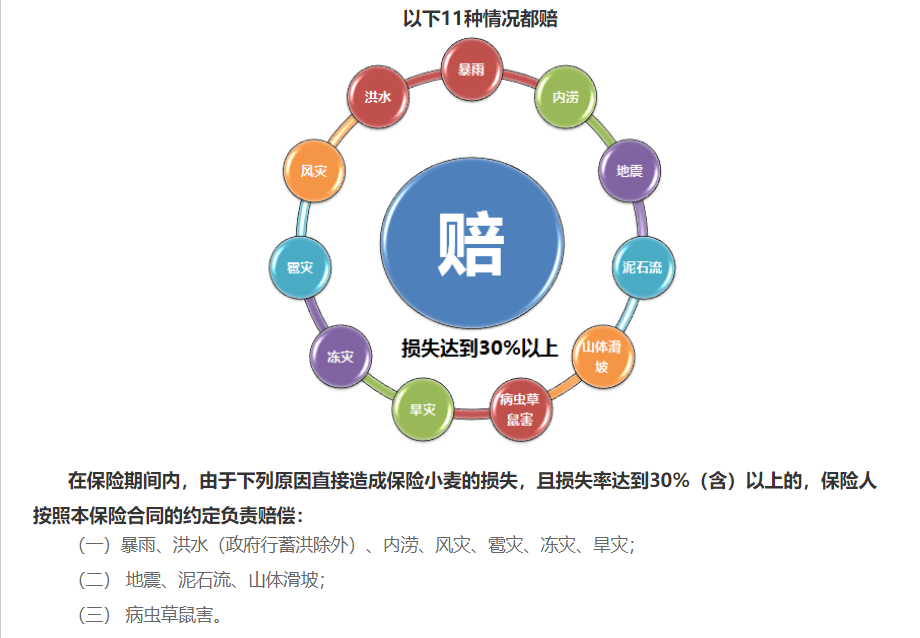 以下11种情况都赔
暴雨
内涝
地震
泥石流
山体滑
坡
病虫草
鼠害
旱灾
冻灾
雹灾
风灾
洪水
赔
损失达到30%以上
在保险期间内，由于下列原因直接造成保险小麦的损失，且损失率达到30%（含）以上的，保险人
按照本保险合同的约定负责赔偿：
（一）暴雨、洪水（政府行蓄洪除外）、内涝、风灾、雹灾、冻灾、旱灾；
（二） 地震、泥石流、山体滑坡；
（三） 病虫草鼠害。